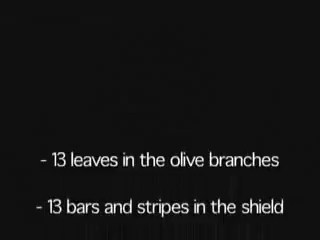 - 13 leaves in the olive branches
- 13 bars and stripes in the shield